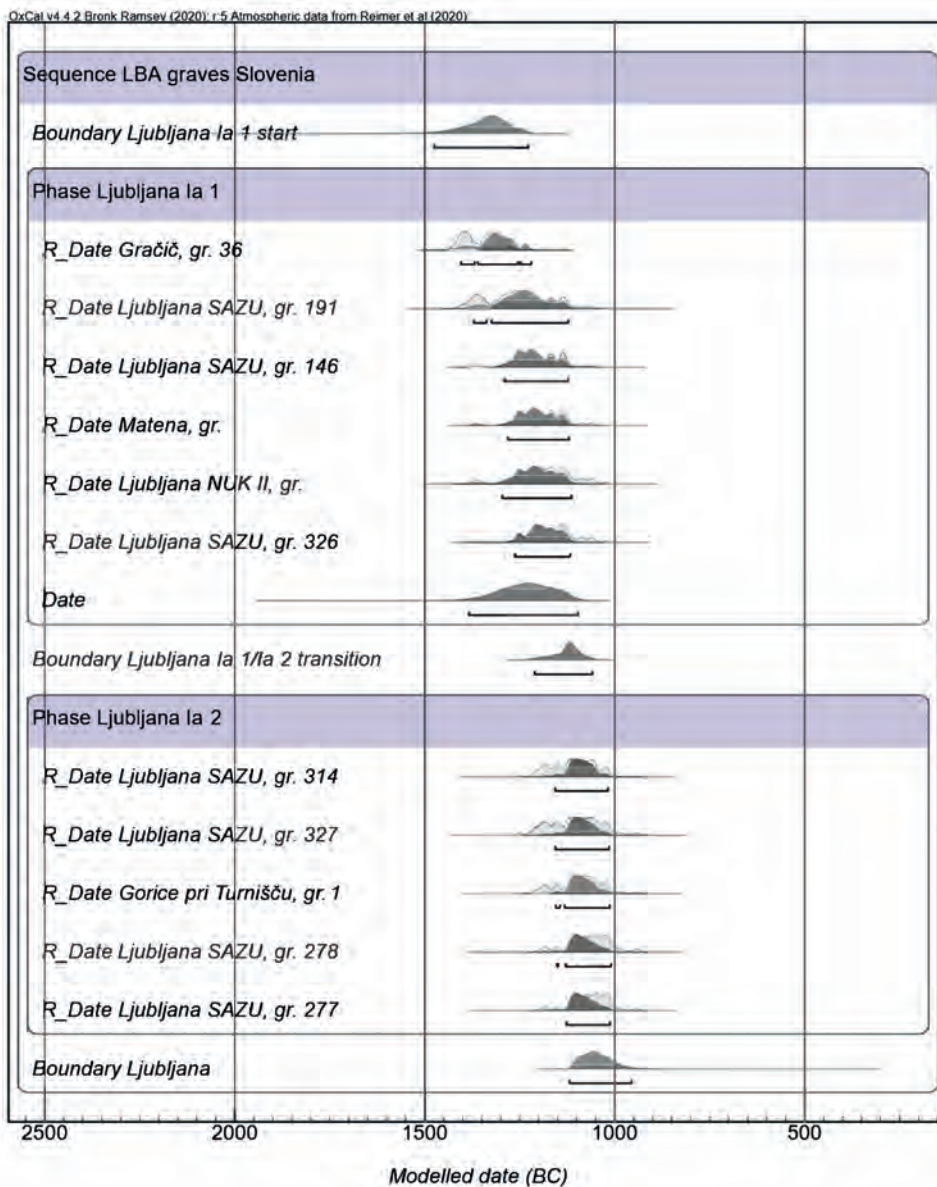 OxCal v4.4.2 Bronk Ramsey (2020); r:5 Atmospheric data from Reimer et al (2020)
Sequence LBA graves Slovenia
Boundary Ljubljana Ia 1 start
Phase Ljubljana Ia 1
R_Date Gračič, gr. 36
R_Date Ljubljana SAZU, gr. 191
R_Date Ljubljana SAZU, gr. 146
R_Date Matena, gr.
R_Date Ljubljana NUK II, gr.
R_Date Ljubljana SAZU, gr. 326
Date
Boundary Ljubljana Ia 1/Ia 2 transition
Phase Ljubljana Ia 2
R_Date Ljubljana SAZU, gr. 314
R_Date Ljubljana SAZU, gr. 327
R_Date Gorice pri Turnišču, gr. 1
R_Date Ljubljana SAZU, gr. 278
R_Date Ljubljana SAZU, gr. 277
Boundary Ljubljana
2500 2000 1500 1000 500
Modelled date (BC)